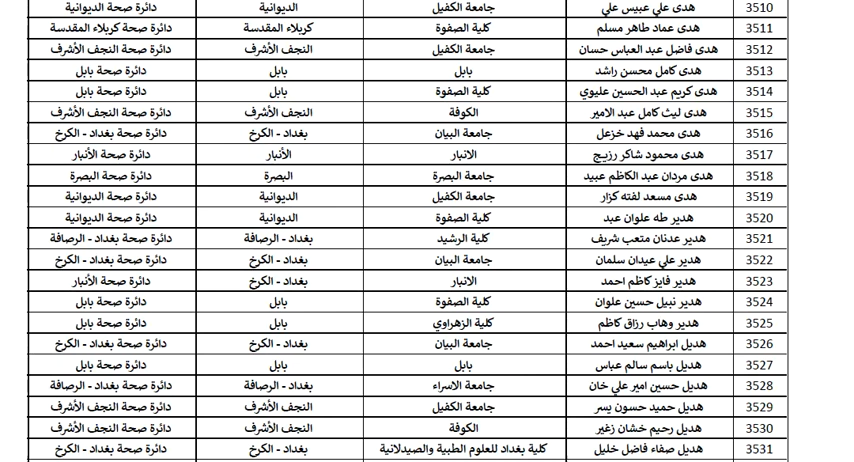 3510 هدى علي عبيس علي جامعة الكفيل الديوانية دائرة صحة الديوانية
3511 هدى عماد طاهر مسلم كلية الصفوة كربلاء المقدسة دائرة صحة كربلاء المقدسة
3512 هدى فاضل عبد العباس حسان جامعة الكفيل النجف الأشرف دائرة صحة النجف الأشرف
3513 هدى كامل محسن راشد بابل بابل دائرة صحة بابل
3514 هدى كريم عبد الحسين عليوي كلية الصفوة بابل دائرة صحة بابل
3515 هدى ليث كامل عبد الامير الكوفة النجف الأشرف دائرة صحة النجف الأشرف
3516 هدى محمد فهد خزعل جامعة البيان بغداد - الكرخ دائرة صحة بغداد - الكرخ
3517 هدى محمود شاكر رزيج الانبار الأنبار دائرة صحة الأنبار
3518 هدى مردان عبد الكاظم عبيد جامعة البصرة البصرة دائرة صحة البصرة
3519 هدى مسعد لفته كزار جامعة الكفيل الديوانية دائرة صحة الديوانية
3520 هدير طه علوان عبد كلية الصفوة الديوانية دائرة صحة الديوانية
3521 هدير عدنان متعب شريف كلية الرشيد بغداد - الرصافة دائرة صحة بغداد - الرصافة
3522 هدير علي عيدان سلمان جامعة البيان بغداد - الكرخ دائرة صحة بغداد - الكرخ
3523 هدير فايز كاظم احمد الانبار بغداد - الكرخ دائرة صحة الأنبار
3524 هدير نبيل حسين علوان كلية الصفوة بابل دائرة صحة بابل
3525 هدير وهاب رزاق كاظم كلية الزهراوي بابل دائرة صحة بابل
3526 هديل ابراهيم سعيد احمد جامعة البيان بغداد - الكرخ دائرة صحة بغداد - الكرخ
3527 هديل باسم سالم عباس بابل بابل دائرة صحة بابل
3528 هديل حسين امير علي خان جامعة الاسراء بغداد - الرصافة دائرة صحة بغداد - الرصافة
3529 هديل حميد حسون يسر جامعة الكفيل النجف الأشرف دائرة صحة النجف الأشرف
3530 هديل رحيم خشان زغير الكوفة النجف الأشرف دائرة صحة النجف الأشرف
3531 هديل صفاء فاضل خليل كلية بغداد للعلوم الطبية والصيدلانية بغداد - الكرخ دائرة صحة بغداد - الكرخ